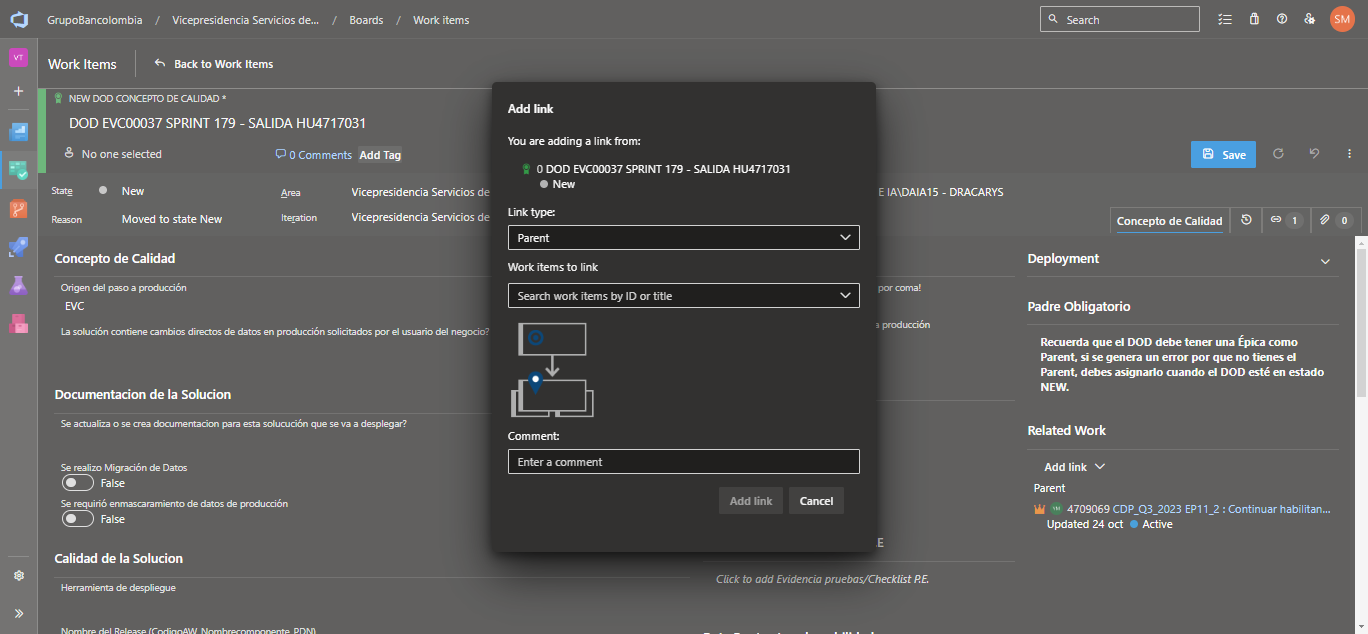 GrupoBancolombia / Vicepresidencia Servicios de... / Boards / Work items
Search
SM
VT
Work Items
Back to Work Items
NEW DOD CONCEPTO DE CALIDAD *
DOD EVC00037 SPRINT 179 - SALIDA HU4717031
No one selected
0 Comments
Add Tag
Save
State
New
Area
Vicepresidencia Servicios de
E IA\DAIA15 - DRACARYS
Reason
Moved to state New
Iteration
Vicepresidencia Servicios de
Concepto de Calidad
1
0
Concepto de Calidad
Origen del paso a producción
EVC
La solución contiene cambios directos de datos en producción solicitados por el usuario del negocio?
Documentacion de la Solucion
Se actualiza o se crea documentacion para esta solucución que se va a desplegar?
Se realizo Migración de Datos
False
Se requirió enmascaramiento de datos de producción
False
Calidad de la Solucion
Herramienta de despliegue
Nombre del Release (CodigoAW_Nombrecomponente_PDN)
Add link
You are adding a link from:
0 DOD EVC00037 SPRINT 179 - SALIDA HU4717031
New
Link type:
Parent
Work items to link
Search work items by ID or title
Comment:
Enter a comment
Add link
Cancel
por coma!
a producción
E
Click to add Evidencia pruebas/Checklist P.E.
Deployment
Padre Obligatorio
Recuerda que el DOD debe tener una Épica como
Parent, si se genera un error por que no tienes el
Parent, debes asignarlo cuando el DOD esté en estado
NEW.
Related Work
Add link
Parent
4709069 CDP_Q3_2023 EP11_2 : Continuar habilitan...
Updated 24 oct
Active